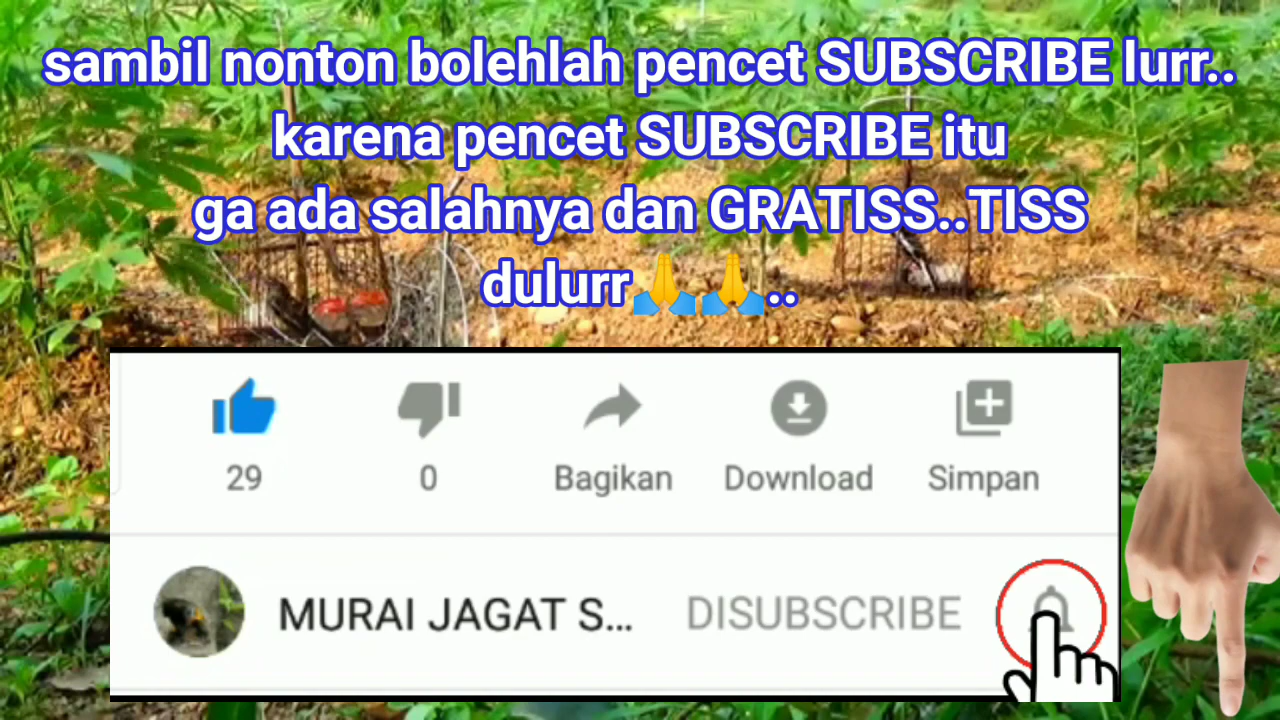 sambil nonton bolehlah pencet SUBSCRIBE lurr..
karena pencet SUBSCRIBE itu
ga ada salahnya dan GRATISS..TISS
dulurr🙏🙏..
29
0
Bagikan
Download
Simpan
MURAI JAGAT S...
DISUBSCRIBE